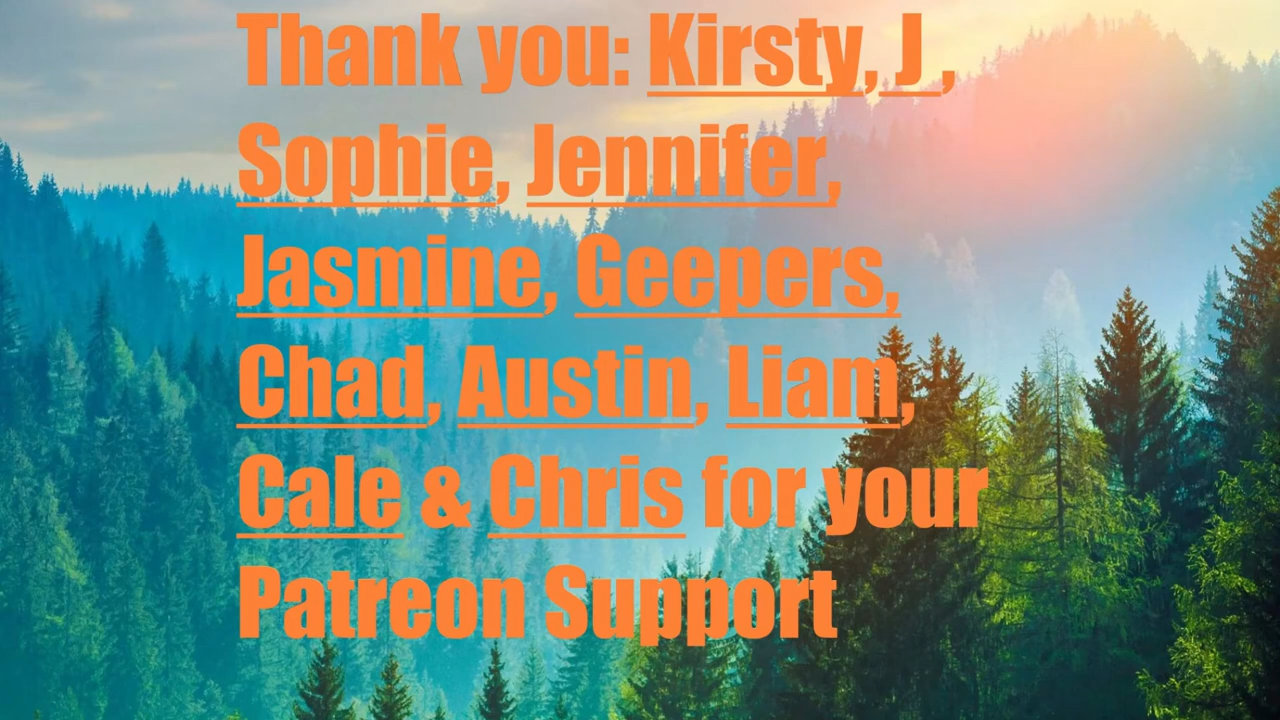 Thank you: Kirsty, J ,
Sophie, Jennifer,
Jasmine, Geepers,
Chad, Austin, Liam,
Cale & Chris for your
Patreon Support